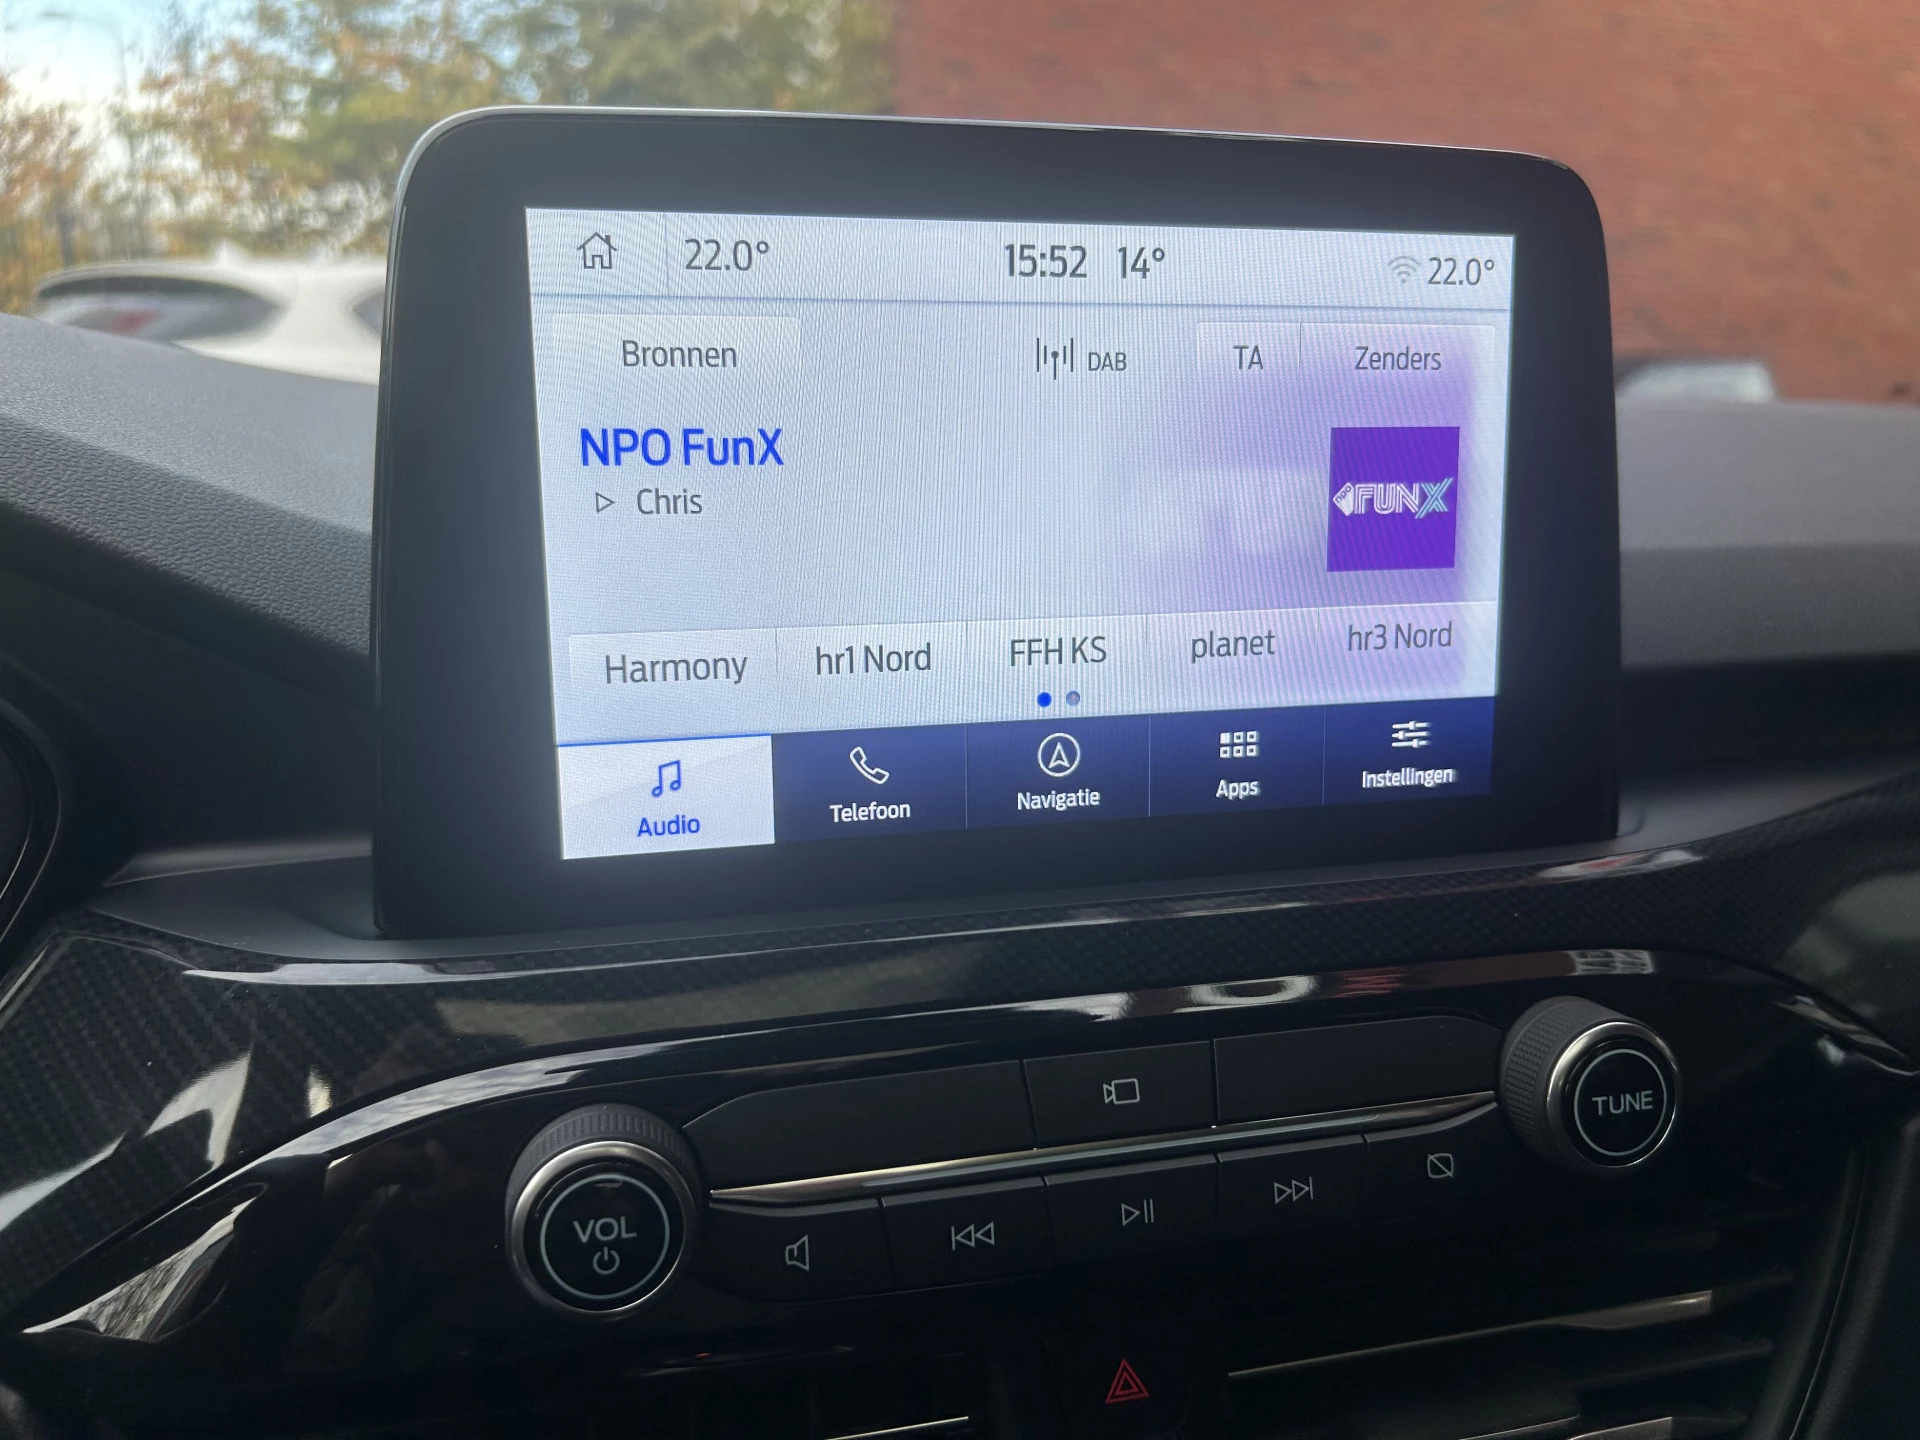 22.0° 15:52 14° 22.0°
Bronnen DAB TA Zenders
NPO FunX
Chris
NPO FUNX
Harmony hr1 Nord FFH KS planet hr3 Nord
Audio Telefoon Navigatie Apps Instellingen
VOL
TUNE